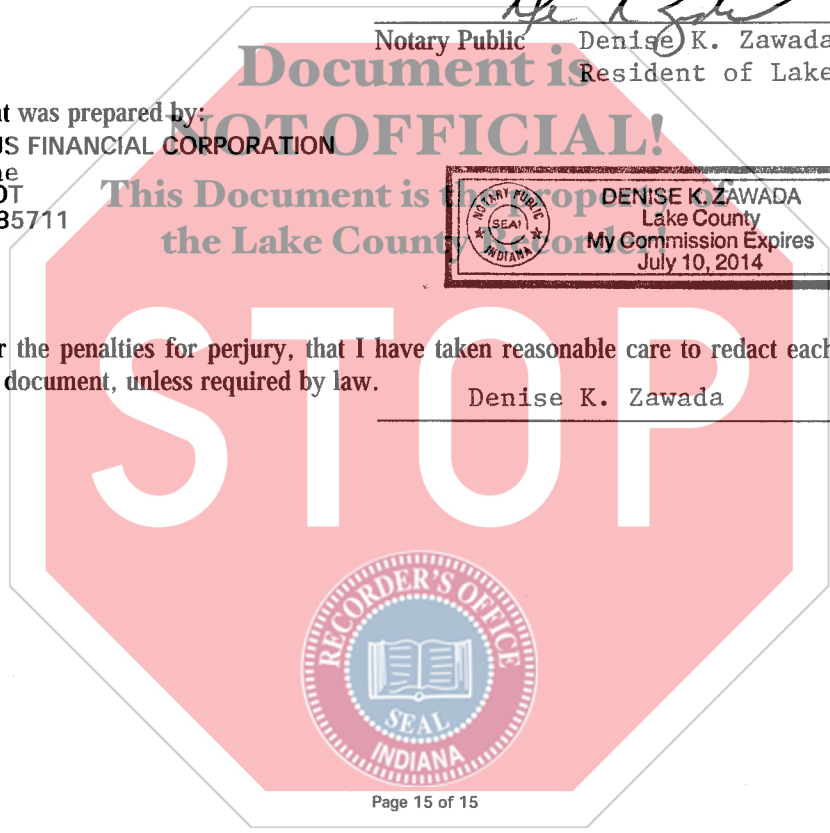 Notary Public Denise K. Zawada
Resident of Lake
Document is
NOT OFFICIAL!
This Document is the property of
the Lake County Recorder!
t was prepared by:
US FINANCIAL CORPORATION
ne
OT
85711
DENISE K. ZAWADA
Lake County
My Commission Expires
July 10, 2014
NOTARY PUBLIC
SEAL
INDIANA
r the penalties for perjury, that I have taken reasonable care to redact each
document, unless required by law.
Denise K. Zawada
STOP
RECORDER'S OFFICE
SEAL
INDIANA
Page 15 of 15